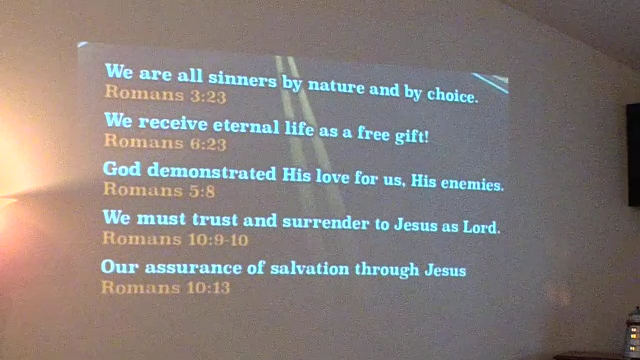 We are all sinners by nature and by choice.
Romans 3:23
We receive eternal life as a free gift!
Romans 6:23
God demonstrated His love for us, His enemies.
Romans 5:8
We must trust and surrender to Jesus as Lord.
Romans 10:9-10
Our assurance of salvation through Jesus
Romans 10:13